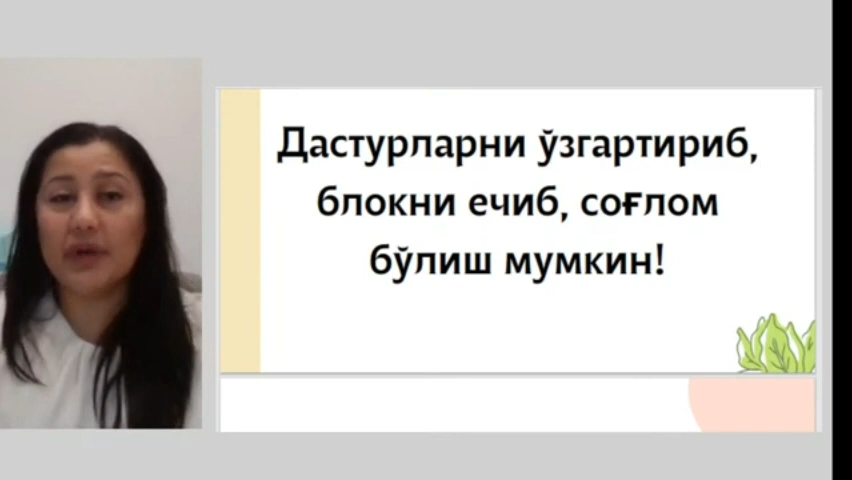 Дастурларни ўзгартириб,
блокни ечиб, соғлом
бўлиш мумкин!